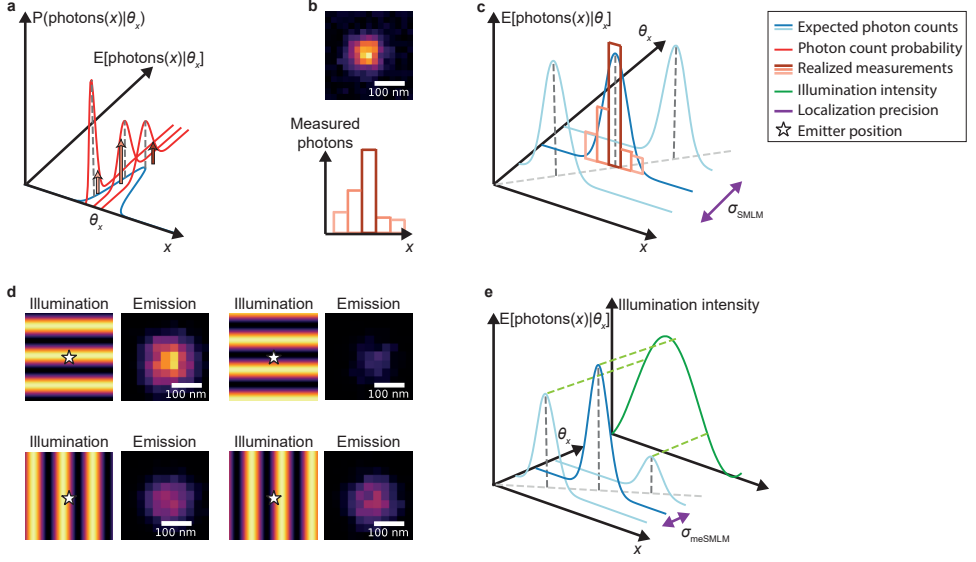 a
P(photons(x)|θx)
E[photons(x)|θx]
θx
x
b
100 nm
Measured
photons
x
c
E[photons(x)|θx]
θx
x
σSMLM
Expected photon counts
Photon count probability
Realized measurements
Illumination intensity
Localization precision
Emitter position
d
Illumination
Emission
Illumination
Emission
100 nm
100 nm
Illumination
Emission
Illumination
Emission
100 nm
100 nm
e
Illumination intensity
E[photons(x)|θx]
θx
x
σmeSMLM